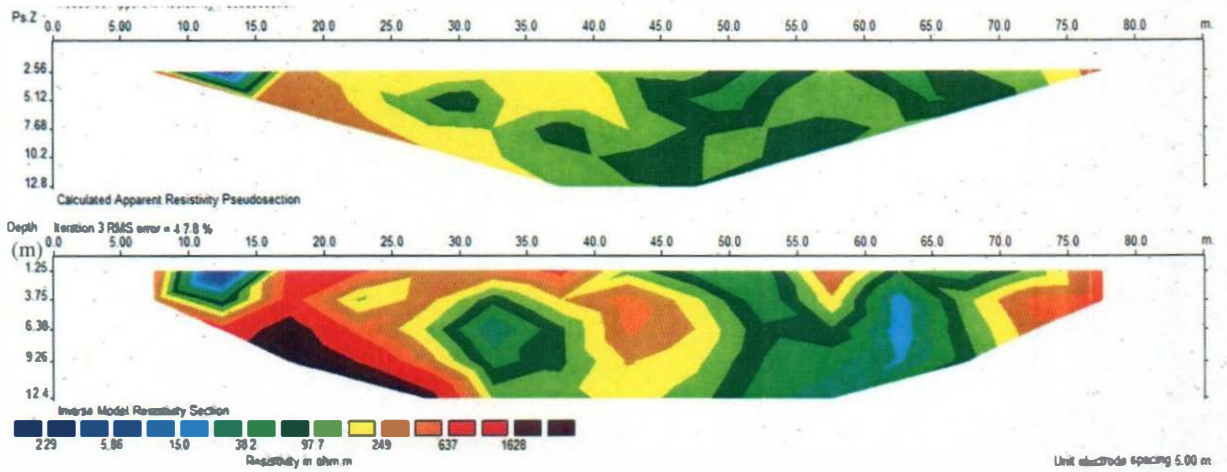 Ps.Z 0.0 5.00 10.0 15.0 20.0 25.0 30.0 35.0 40.0 45.0 50.0 55.0 60.0 65.0 70.0 75.0 80.0 m.
2.56
5.12
7.68
10.2
12.8
Calculated Apparent Resistivity Pseudosection
Depth Iteration 3 RMS error = %
(m) 0.0 5.00 10.0 15.0 20.0 25.0 30.0 35.0 40.0 45.0 50.0 55.0 60.0 65.0 70.0 75.0 80.0 m.
1.25
3.75
6.38
9.26
12.4
Inverse Model Resistivity Section
5.86 15.0 38.2 97.7 249 637 1628
Resistivity in ohm.m
Unit electrode spacing 5.00 m